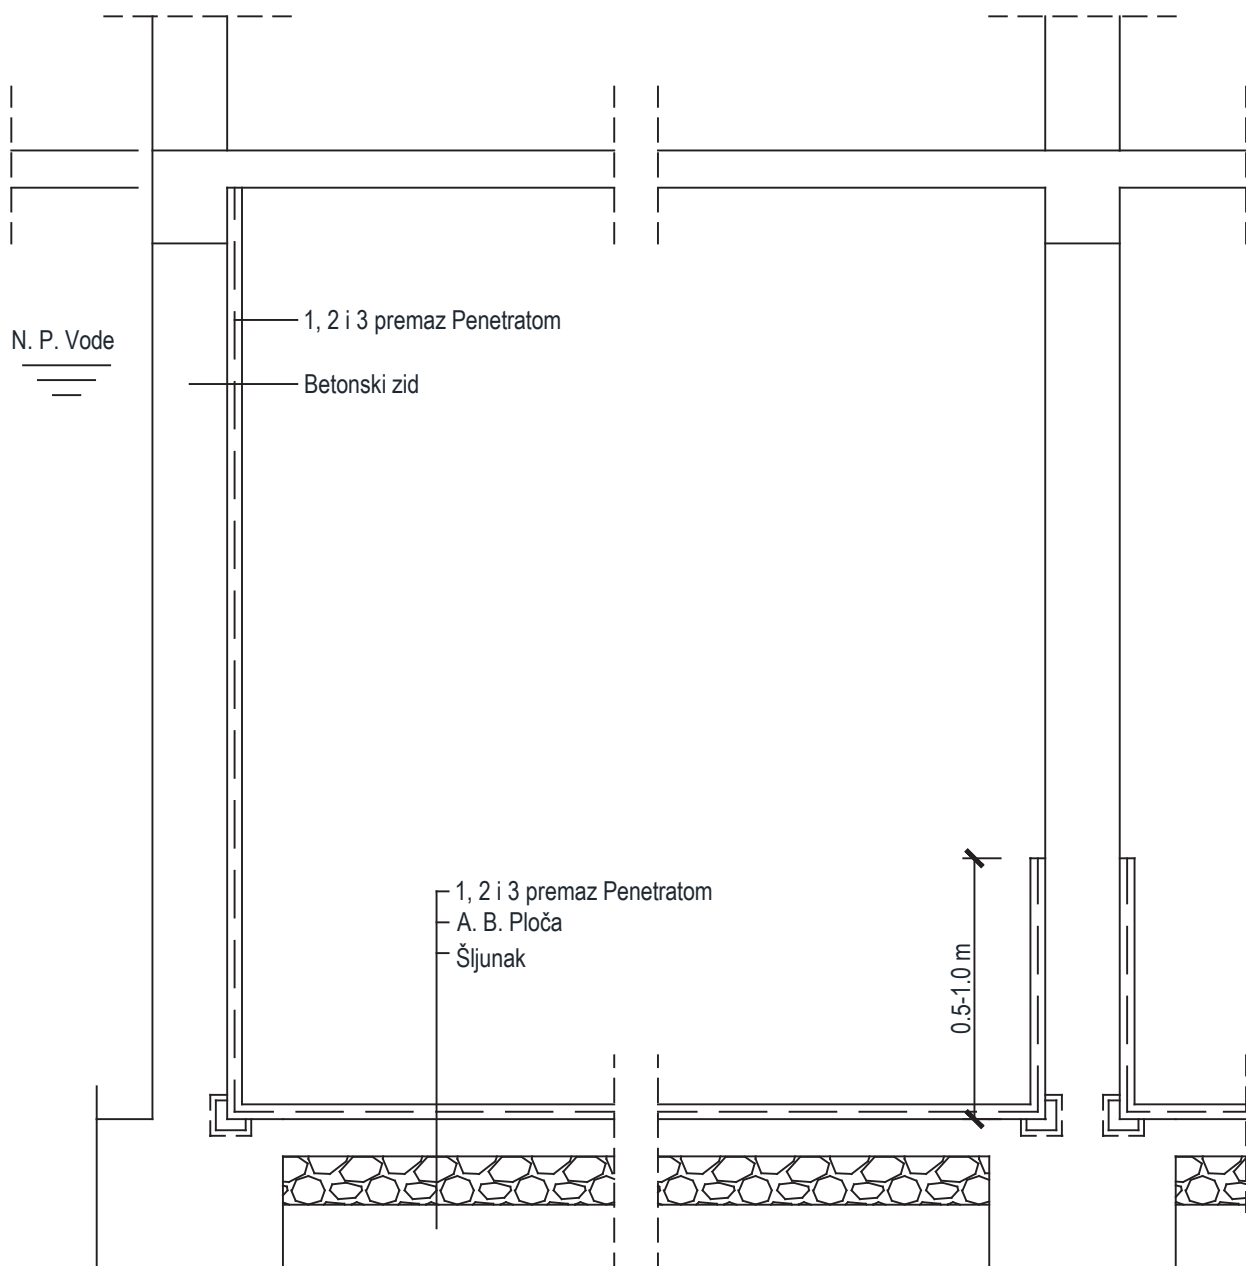 N. P. Vode
1, 2 i 3 premaz Penetratom
Betonski zid
1, 2 i 3 premaz Penetratom
A. B. Ploča
Šljunak
0.5-1.0 m